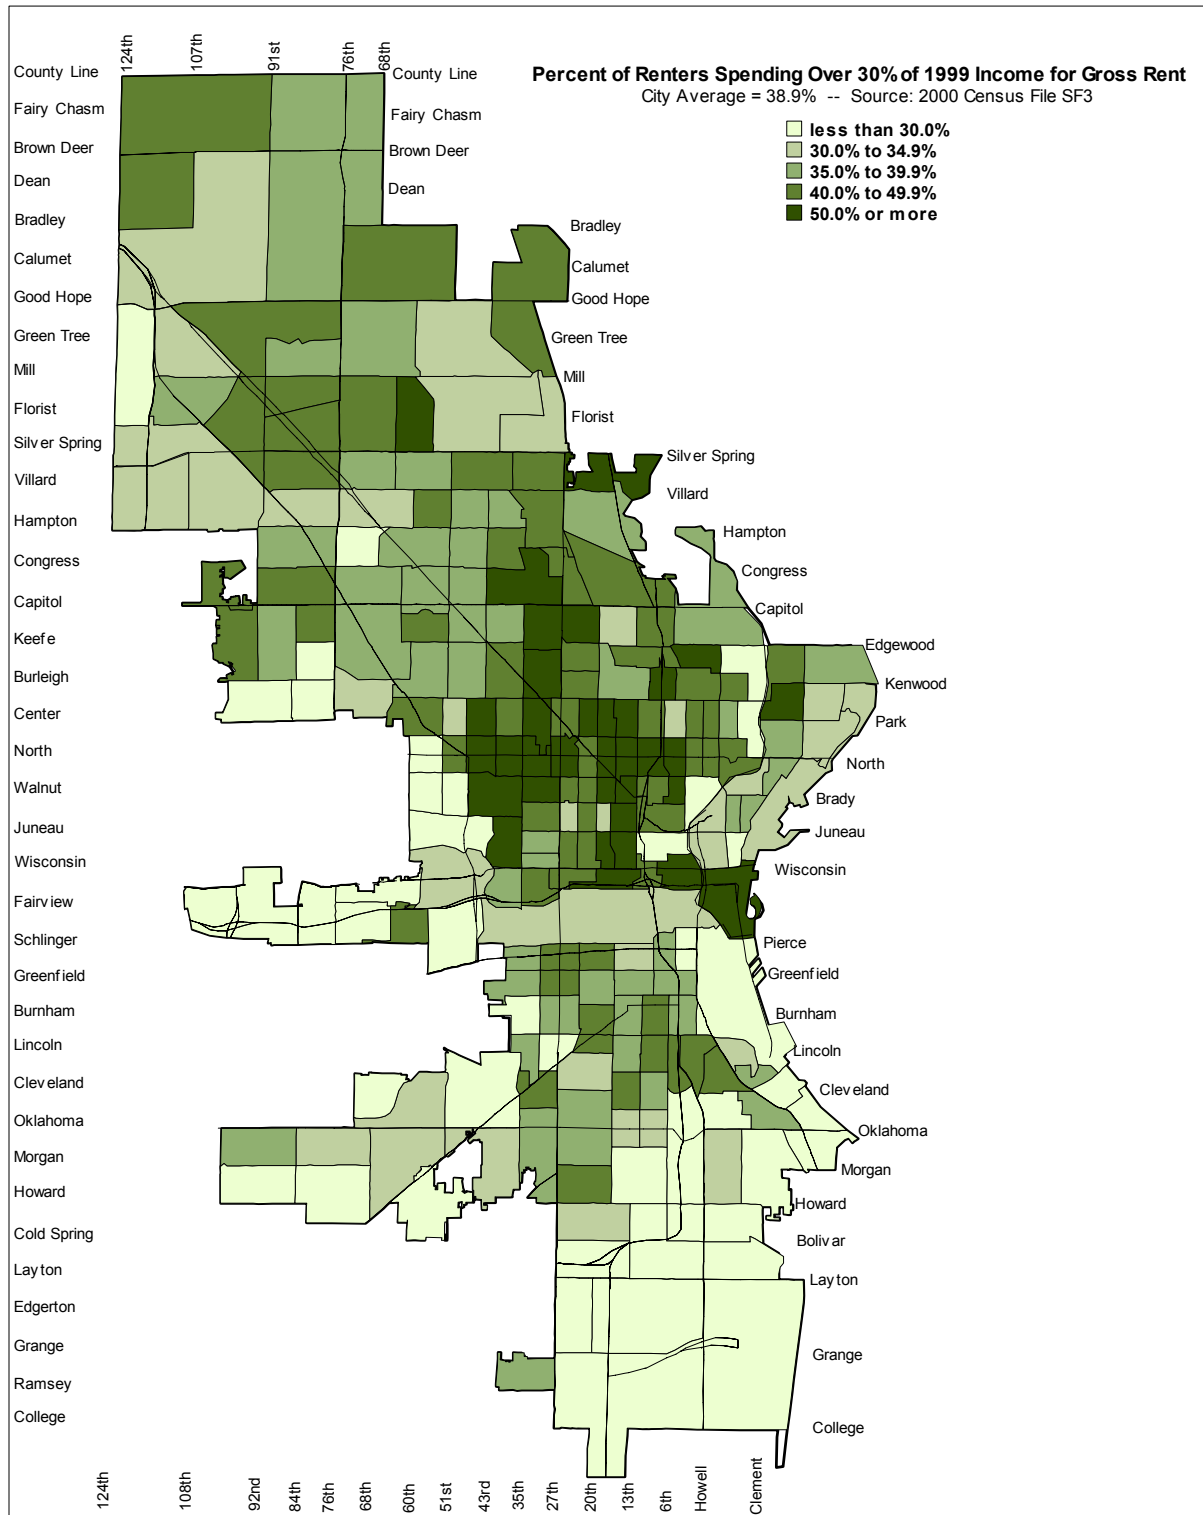 124th
107th
91st
76th
68th
County Line
County Line
Percent of Renters Spending Over 30% of 1999 Income for Gross Rent
City Average = 38.9% -- Source: 2000 Census File SF3
less than 30.0%
30.0% to 34.9%
35.0% to 39.9%
40.0% to 49.9%
50.0% or more
Fairy Chasm
Fairy Chasm
Brown Deer
Brown Deer
Dean
Dean
Bradley
Bradley
Calumet
Calumet
Good Hope
Good Hope
Green Tree
Green Tree
Mill
Mill
Florist
Florist
Silver Spring
Silver Spring
Villard
Villard
Hampton
Hampton
Congress
Congress
Capitol
Capitol
Keefe
Edgewood
Burleigh
Kenwood
Center
Park
North
North
Walnut
Brady
Juneau
Juneau
Wisconsin
Wisconsin
Fairview
Schlinger
Pierce
Greenfield
Greenfield
Burnham
Burnham
Lincoln
Lincoln
Cleveland
Cleveland
Oklahoma
Oklahoma
Morgan
Morgan
Howard
Howard
Cold Spring
Bolivar
Layton
Layton
Edgerton
Grange
Grange
Ramsey
College
College
124th
108th
92nd
84th
76th
68th
60th
51st
43rd
35th
27th
20th
13th
6th
Howell
Clement